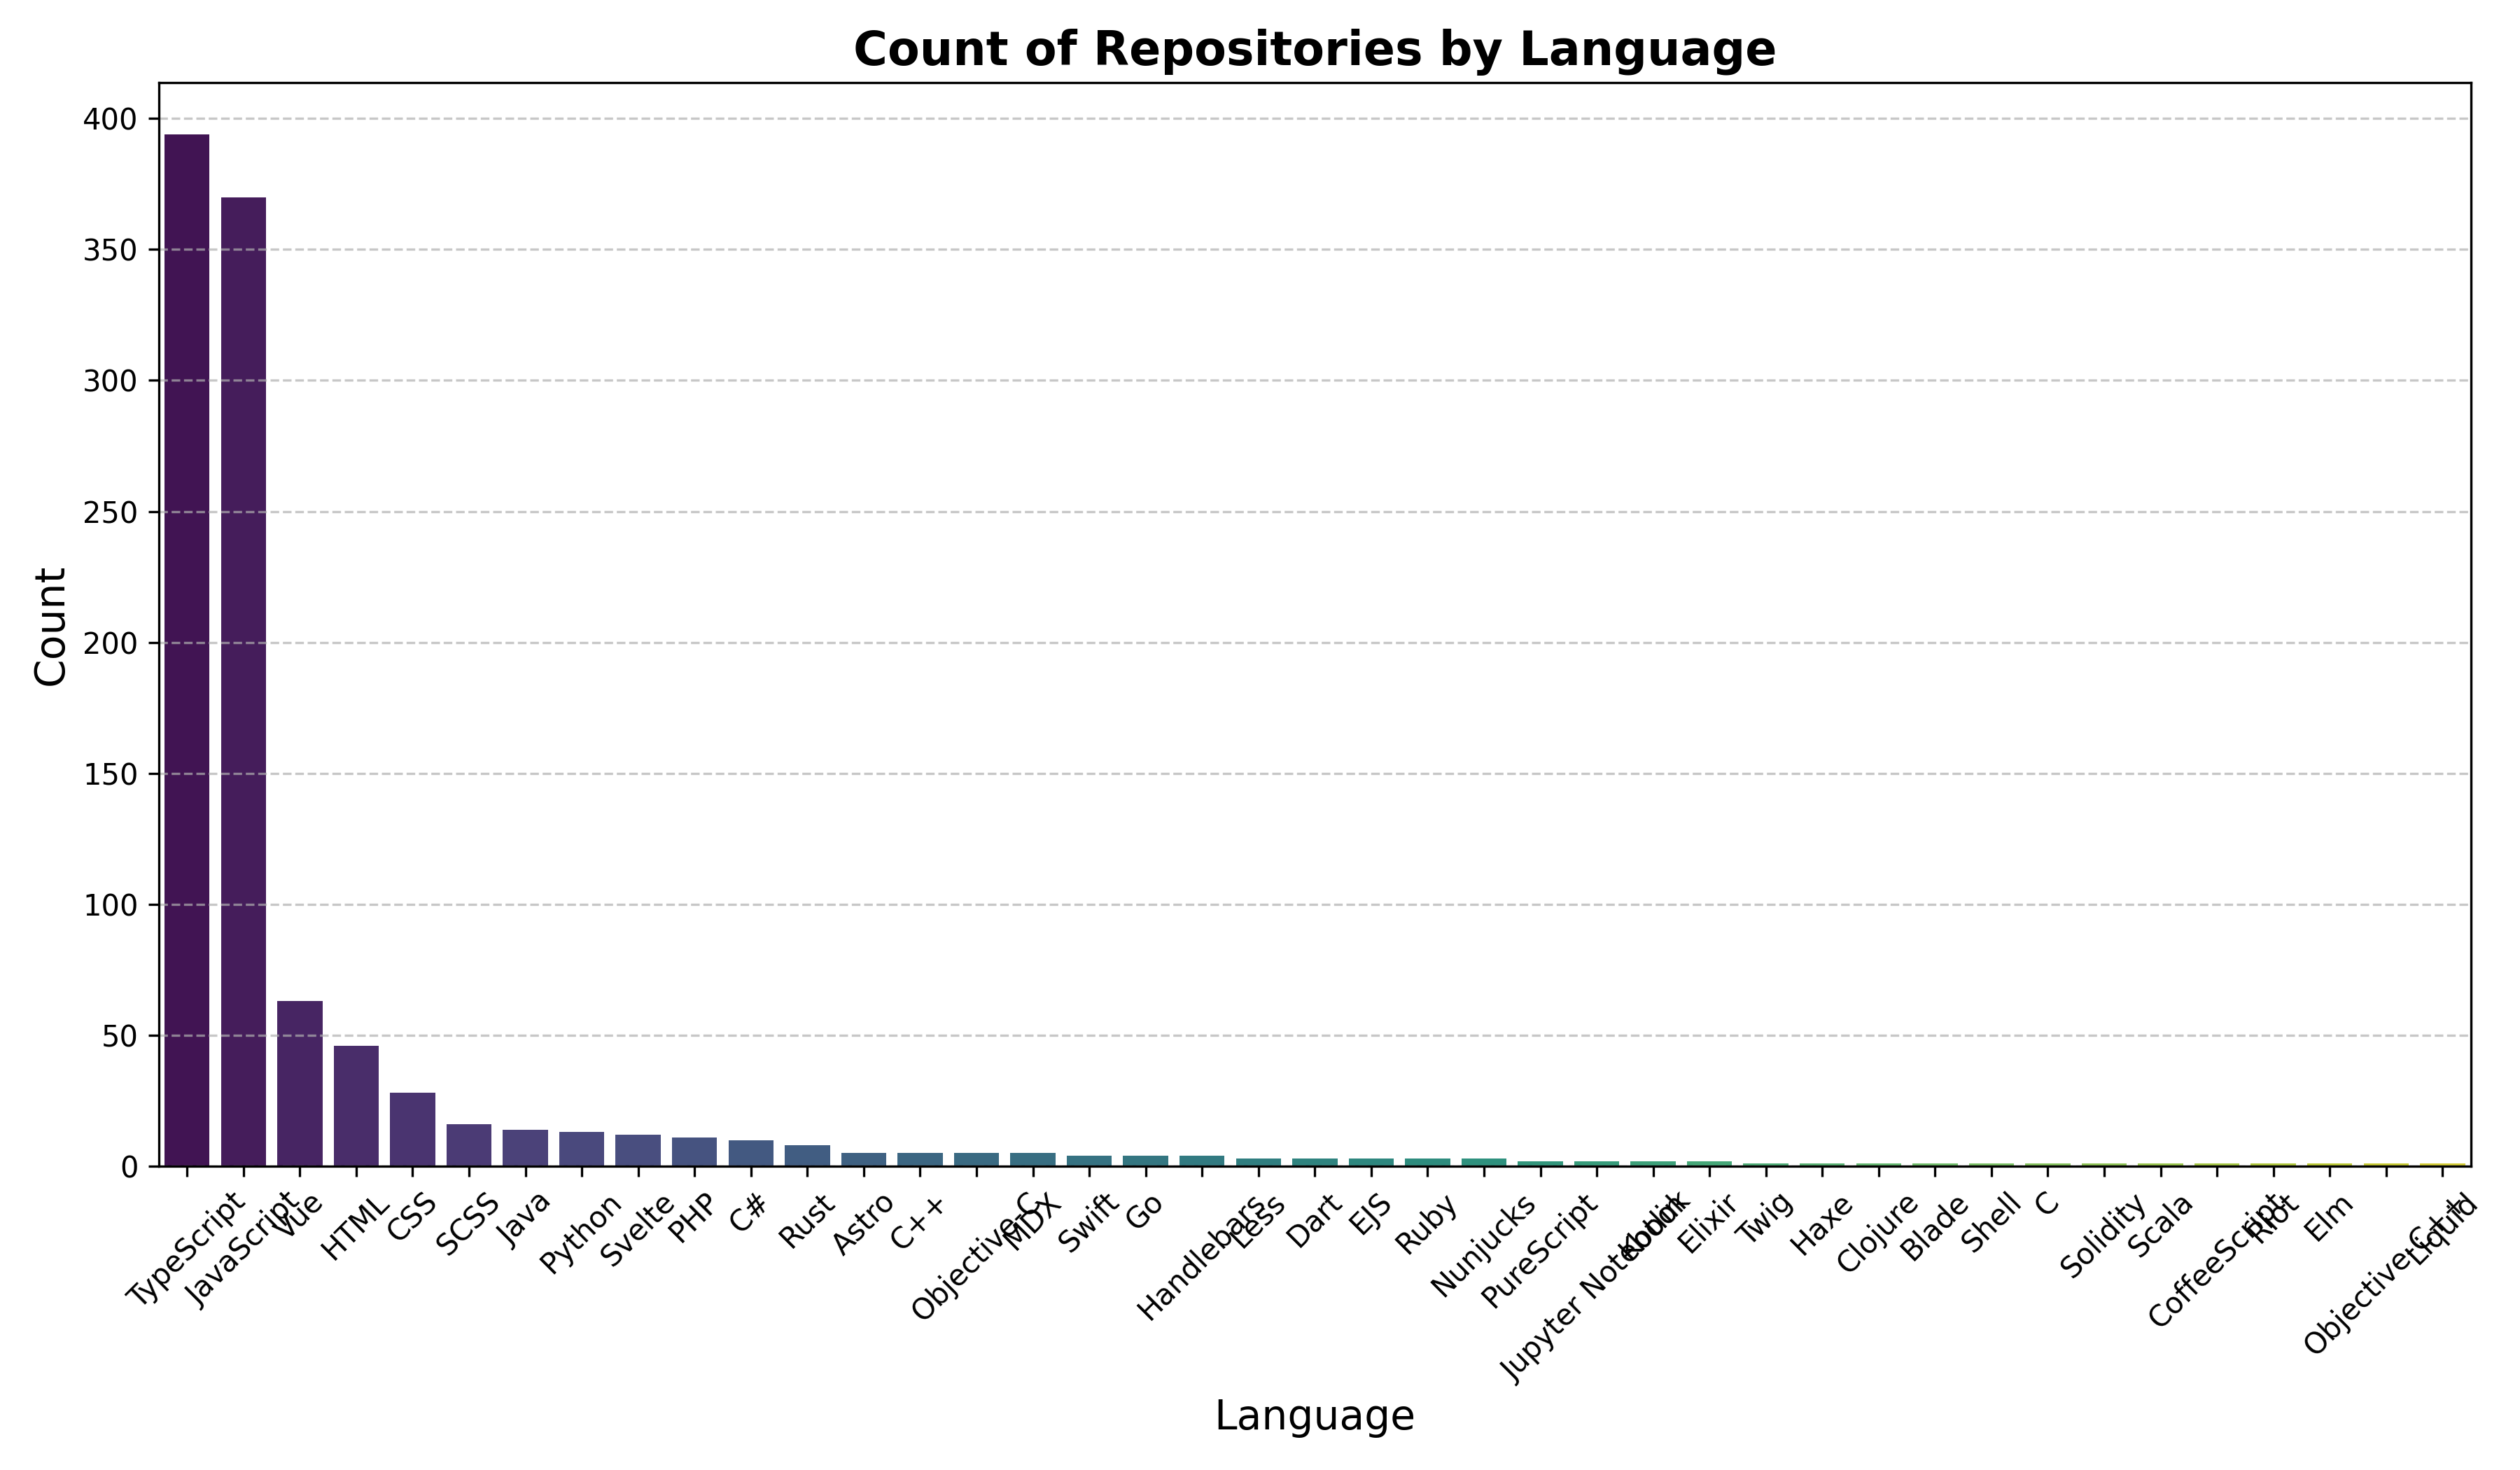 Count of Repositories by Language
Count
400
350
300
250
200
150
100
50
0
TypeScript
JavaScript
Vue
HTML
CSS
SCSS
Java
Python
Svelte
PHP
C#
Rust
Astro
C++
Objective-C
MDX
Swift
Go
Handlebars
Less
Dart
EJS
Ruby
Nunjucks
PureScript
Jupyter Notebook
Kotlin
Elixir
Twig
Haxe
Clojure
Blade
Shell
C
Solidity
Scala
CoffeeScript
Riot
Elm
Objective-C++
Liquid
Language